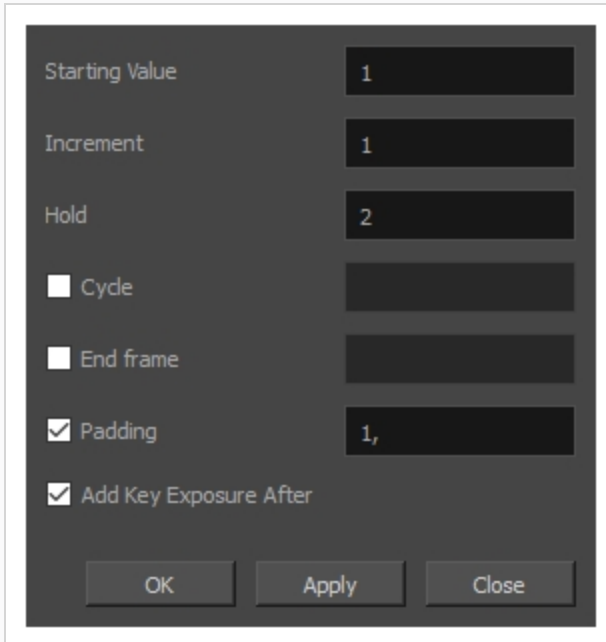 Starting Value 1
Increment 1
Hold 2
Cycle
End frame
Padding 1,
Add Key Exposure After
OK Apply Close